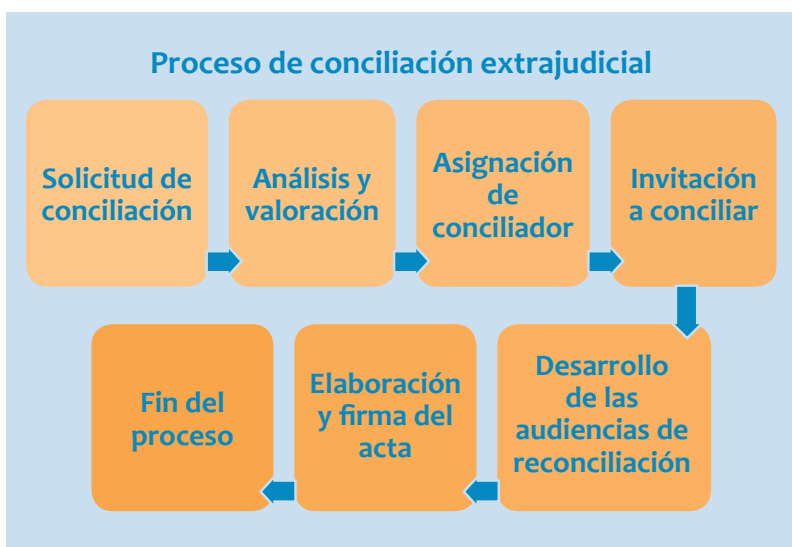 Proceso de conciliación extrajudicial
Solicitud de
conciliación
Análisis y
valoración
Asignación
de
conciliador
Invitación
a conciliar
Desarrollo
de las
audiencias de
reconciliación
Elaboración
y firma del
acta
Fin del
proceso